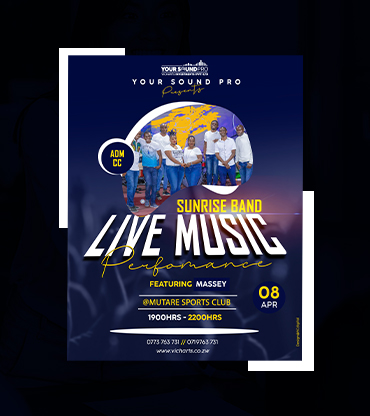 YOUR SOUND PRO
YOUR SOUND PRO
Presents
ADM
CC
SUNRISE BAND
LIVE MUSIC
Perfomance
FEATURING MASSEY
@MUTARE SPORTS CLUB
1900HRS - 2200HRS
08
APR
0773 763 731 // 0719763 731
www.vicharts.co.zw